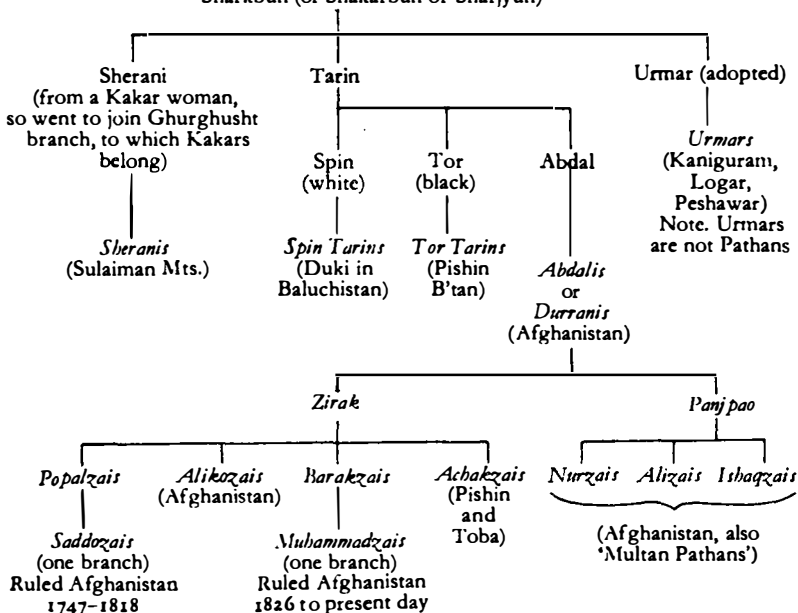 Sherani Tarin Urmar (adopted)
(from a Kakar woman,
so went to join Ghurghusht
branch, to which Kakars
belong)
Urmars
(Kaniguram,
Logar,
Peshawar)
Note. Urmars
are not Pathans
Spin Tor Abdal
(white) (black)
Sheranis
(Sulaiman Mts.)
Spin Tarins
(Duki in
Baluchistan)
Tor Tarins
(Pishin
B'tan)
Abdalis
or
Durranis
(Afghanistan)
Zirak Panjpao
Popalzais Alikozais Barakzais Achakzais Nurzais Alizais Ishaqzais
(Afghanistan)
(Pishin
and
Toba)
(Afghanistan, also
'Multan Pathans')
Saddozais
(one branch)
Ruled Afghanistan
1747-1818
Muhammadzais
(one branch)
Ruled Afghanistan
1826 to present day